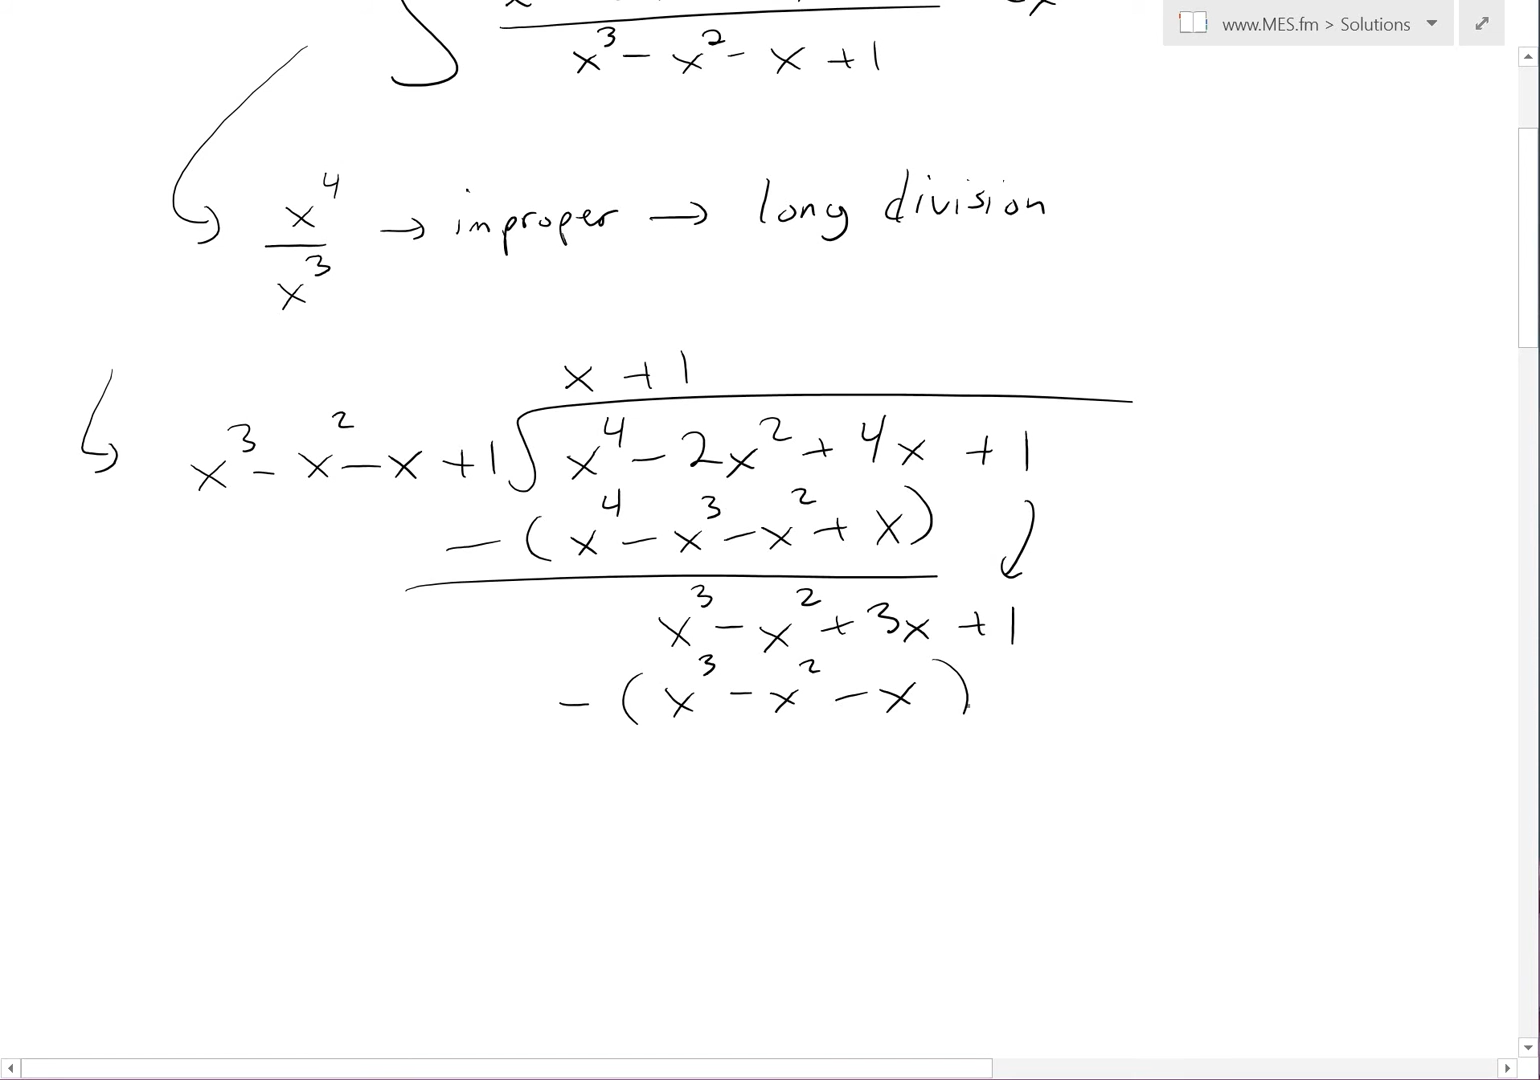 www.MES.fm > Solutions
x³ - x² - x + 1
x⁴
→ improper → long division
x³
x + 1
x³ - x² - x + 1 x⁴ - 2x² + 4x + 1
- (x⁴ - x³ - x² + x)
x³ - x² + 3x + 1
- (x³ - x² - x)